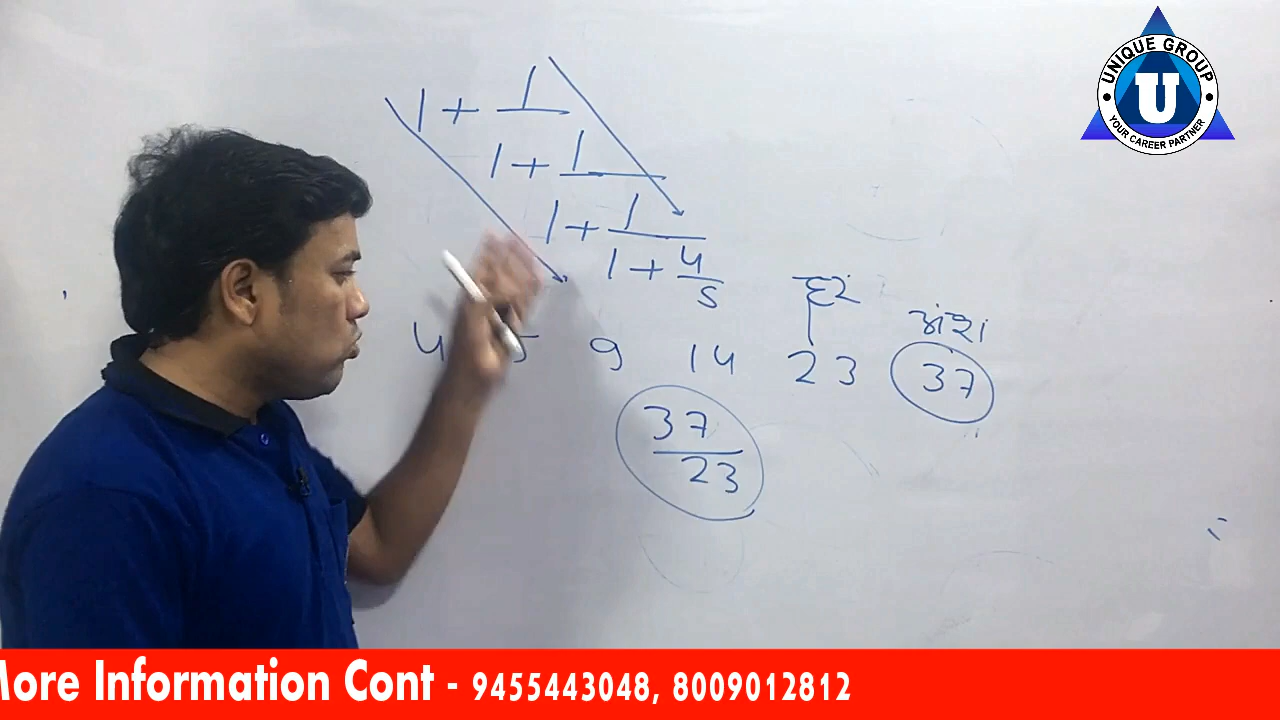 1 + 1
1 + 1
1 + 1
1 + 4
5
हर
अंश
4 5 9 14 23 37
37
23
UNIQUE GROUP
U
YOUR CAREER PARTNER
More Information Cont - 9455443048, 8009012812